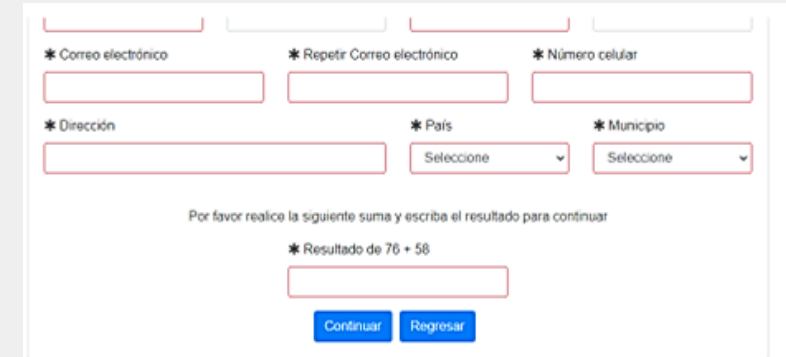 ✱ Correo electrónico ✱ Repetir Correo electrónico ✱ Número celular
✱ Dirección ✱ País ✱ Municipio
Seleccione Seleccione
Por favor realice la siguiente suma y escriba el resultado para continuar
✱ Resultado de 76 + 58
Continuar Regresar